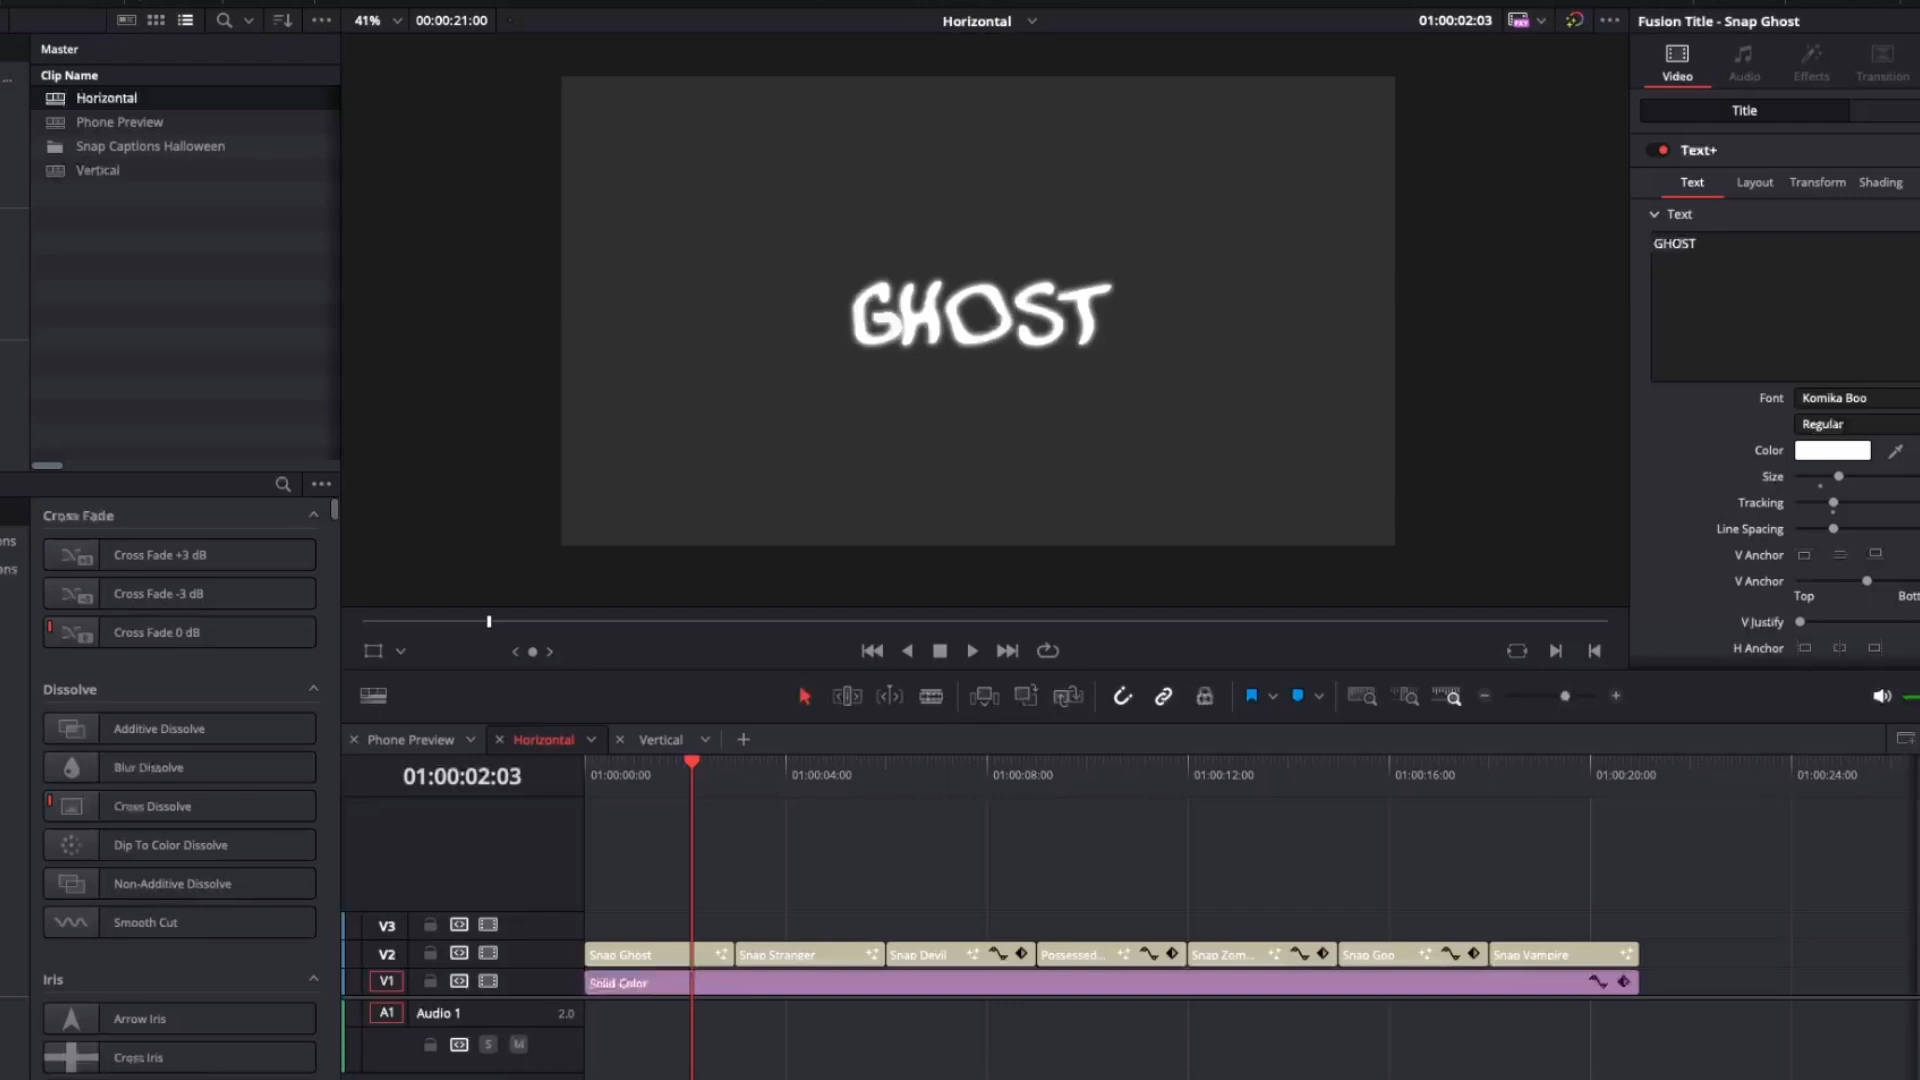 41%
00:00:21:00
Horizontal
01:00:02:03
Fusion Title - Snap Ghost
Master
Clip Name
Horizontal
Phone Preview
Snap Captions Halloween
Vertical
Video
Audio
Effects
Transition
Title
Text+
Text
Layout
Transform
Shading
Text
GHOST
GHOST
Font
Komika Boo
Regular
Color
Size
Tracking
Line Spacing
V Anchor
V Anchor
Top
V Justify
H Anchor
Cross Fade
Cross Fade +3 dB
Cross Fade -3 dB
Cross Fade 0 dB
Dissolve
Additive Dissolve
Blur Dissolve
Cross Dissolve
Dip To Color Dissolve
Non-Additive Dissolve
Smooth Cut
Iris
Arrow Iris
Cross Iris
Phone Preview
Horizontal
Vertical
01:00:02:03
01:00:00:00
01:00:04:00
01:00:08:00
01:00:12:00
01:00:16:00
01:00:20:00
01:00:24:00
V3
V2
Snap Ghost
Snap Stranger
Snap Devil
Possessed...
Snap Zom...
Snap Goo
Snap Vampire
V1
Solid Color
A1
Audio 1
2.0
S
M